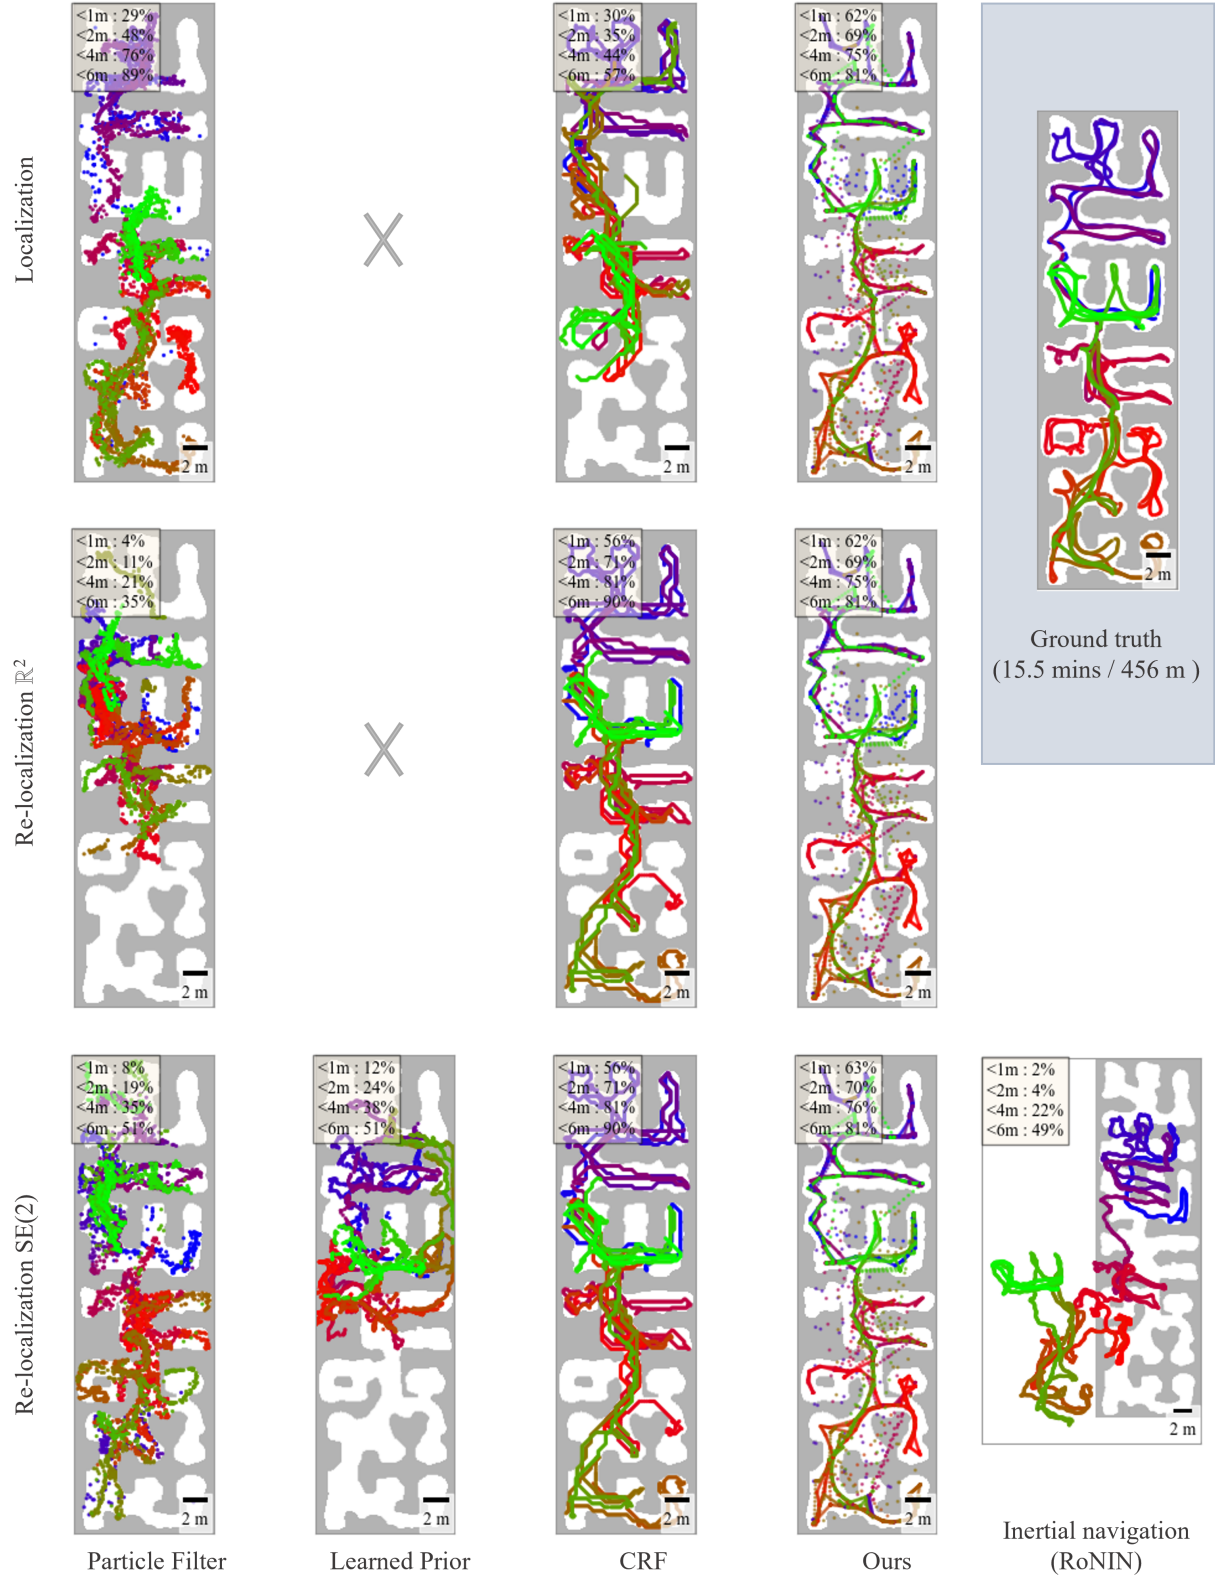 Localization
<1m : 29%
<2m : 48%
<4m : 76%
<6m : 89%
2 m
<1m : 30%
<2m : 35%
<4m : 44%
<6m : 57%
2 m
<1m : 62%
<2m : 69%
<4m : 75%
<6m : 81%
2 m
2 m
Ground truth
(15.5 mins / 456 m )
Re-localization ℝ²
<1m : 4%
<2m : 11%
<4m : 21%
<6m : 35%
2 m
<1m : 56%
<2m : 71%
<4m : 81%
<6m : 90%
2 m
<1m : 62%
<2m : 69%
<4m : 75%
<6m : 81%
2 m
Re-localization SE(2)
<1m : 8%
<2m : 19%
<4m : 35%
<6m : 51%
2 m
<1m : 12%
<2m : 24%
<4m : 38%
<6m : 51%
2 m
<1m : 56%
<2m : 71%
<4m : 81%
<6m : 90%
2 m
<1m : 63%
<2m : 70%
<4m : 76%
<6m : 81%
2 m
<1m : 2%
<2m : 4%
<4m : 22%
<6m : 49%
2 m
Particle Filter
Learned Prior
CRF
Ours
Inertial navigation
(RoNIN)